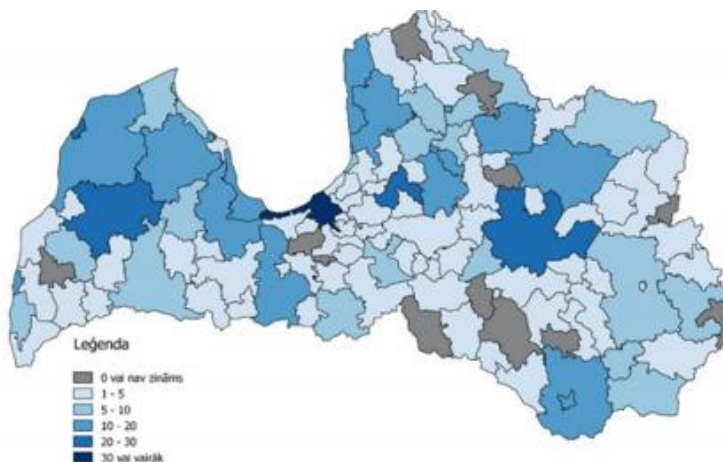 Leģenda
0 vai nav zināms
1 - 5
5 - 10
10 - 20
20 - 30
30 vai vairāk